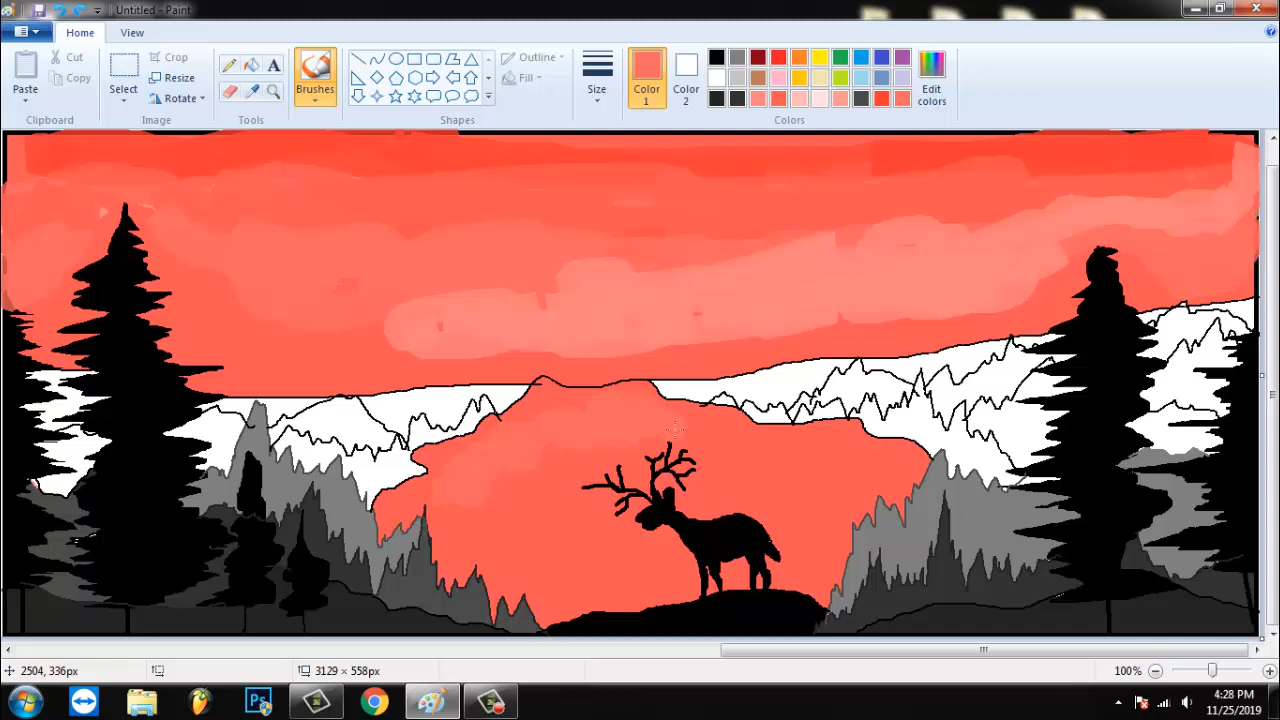 Untitled - Paint
Home View
Paste
Cut
Copy
Clipboard
Select
Crop
Resize
Rotate
Image
A
Tools
Brushes
Outline
Fill
Shapes
Size
Color 1
Color 2
Edit colors
Colors
2504, 336px
3129 × 558px
100%
Ps
4:28 PM
11/25/2019